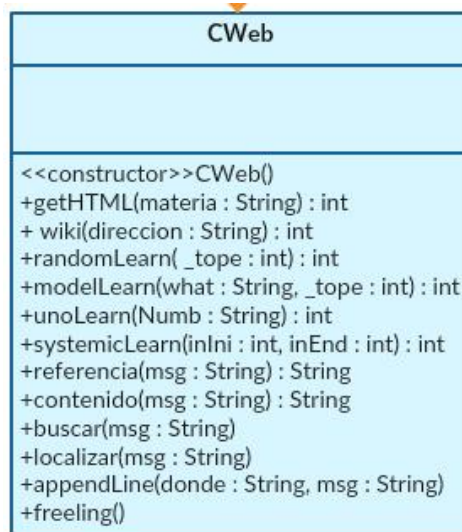 CWeb
<<constructor>>CWeb()
+getHTML(materia : String) : int
+ wiki(direccion : String) : int
+randomLearn( _tope : int) : int
+modelLearn(what : String, _tope : int) : int
+unoLearn(Numb : String) : int
+systemicLearn(inIni : int, inEnd : int) : int
+referencia(msg : String) : String
+contenido(msg : String) : String
+buscar(msg : String)
+localizar(msg : String)
+appendLine(donde : String, msg : String)
+freeling()